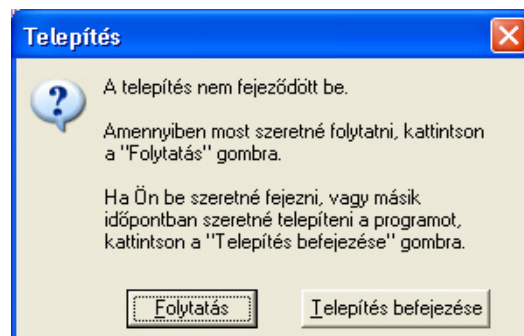 Telepítés
A telepítés nem fejeződött be.
Amennyiben most szeretné folytatni, kattintson
a "Folytatás" gombra.
Ha Ön be szeretné fejezni, vagy másik
időpontban szeretné telepíteni a programot,
kattintson a "Telepítés befejezése" gombra.
Folytatás
Telepítés befejezése